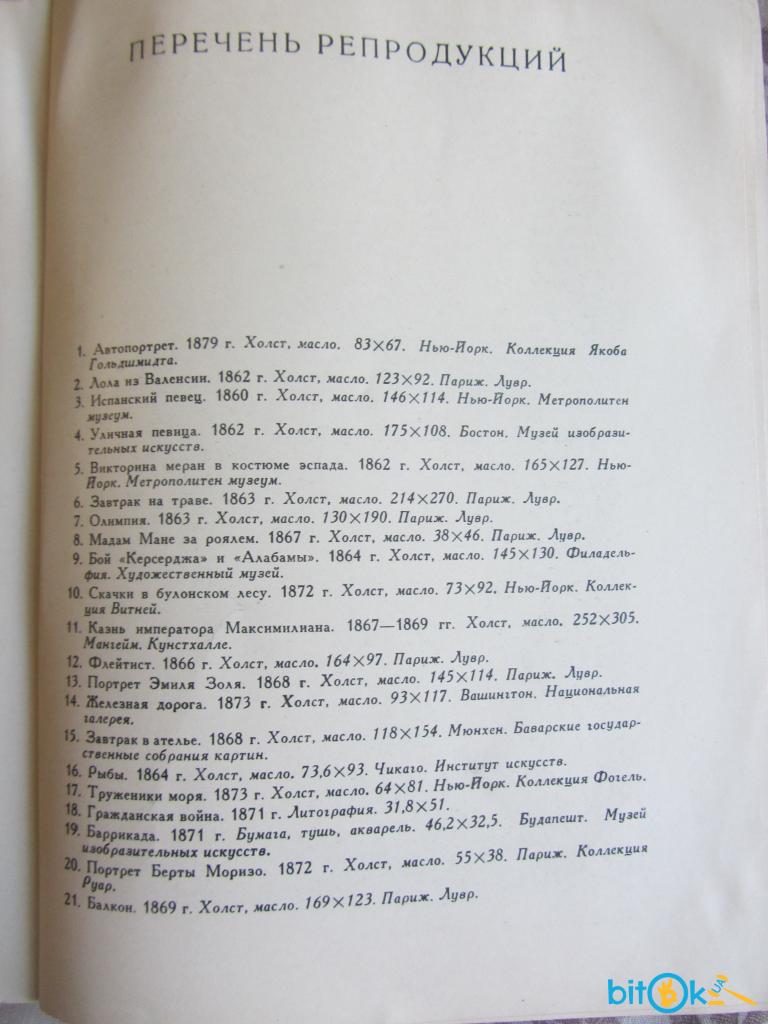 ПЕРЕЧЕНЬ РЕПРОДУКЦИЙ
1. Автопортрет. 1879 г. Холст, масло. 83×67. Нью-Йорк. Коллекция Якоба
Гольдшмидта.
2. Лола из Валенсии. 1862 г. Холст, масло. 123×92. Париж. Лувр.
3. Испанский певец. 1860 г. Холст, масло. 146×114. Нью-Йорк. Метрополитен
музеум.
4. Уличная певица. 1862 г. Холст, масло. 175×108. Бостон. Музей изобрази-
тельных искусств.
5. Викторина меран в костюме эспада. 1862 г. Холст, масло. 165×127. Нью-
Йорк. Метрополитен музеум.
6. Завтрак на траве. 1863 г. Холст, масло. 214×270. Париж. Лувр.
7. Олимпия. 1863 г. Холст, масло. 130×190. Париж. Лувр.
8. Мадам Мане за роялем. 1867 г. Холст, масло. 38×46. Париж. Лувр.
9. Бой «Керсерджа» и «Алабамы». 1864 г. Холст, масло. 145×130. Филадель-
фия. Художественный музей.
10. Скачки в булонском лесу. 1872 г. Холст, масло. 73×92. Нью-Йорк. Коллек-
ция Витней.
11. Казнь императора Максимилиана. 1867—1869 гг. Холст, масло. 252×305.
Мангейм. Кунстхалле.
12. Флейтист. 1866 г. Холст, масло. 164×97. Париж. Лувр.
13. Портрет Эмиля Золя. 1868 г. Холст, масло. 145×114. Париж. Лувр.
14. Железная дорога. 1873 г. Холст, масло. 93×117. Вашингтон. Национальная
галерея.
15. Завтрак в ателье. 1868 г. Холст, масло. 118×154. Мюнхен. Баварские государ-
ственные собрания картин.
16. Рыбы. 1864 г. Холст, масло. 73,6×93. Чикаго. Институт искусств.
17. Труженики моря. 1873 г. Холст, масло. 64×81. Нью-Йорк. Коллекция Фогель.
18. Гражданская война. 1871 г. Литография. 31,8×51.
19. Баррикада. 1871 г. Бумага, тушь, акварель. 46,2×32,5. Будапешт. Музей
изобразительных искусств.
20. Портрет Берты Моризо. 1872 г. Холст, масло. 55×38. Париж. Коллекция
Руар.
21. Балкон. 1869 г. Холст, масло. 169×123. Париж. Лувр.
bitOk UA